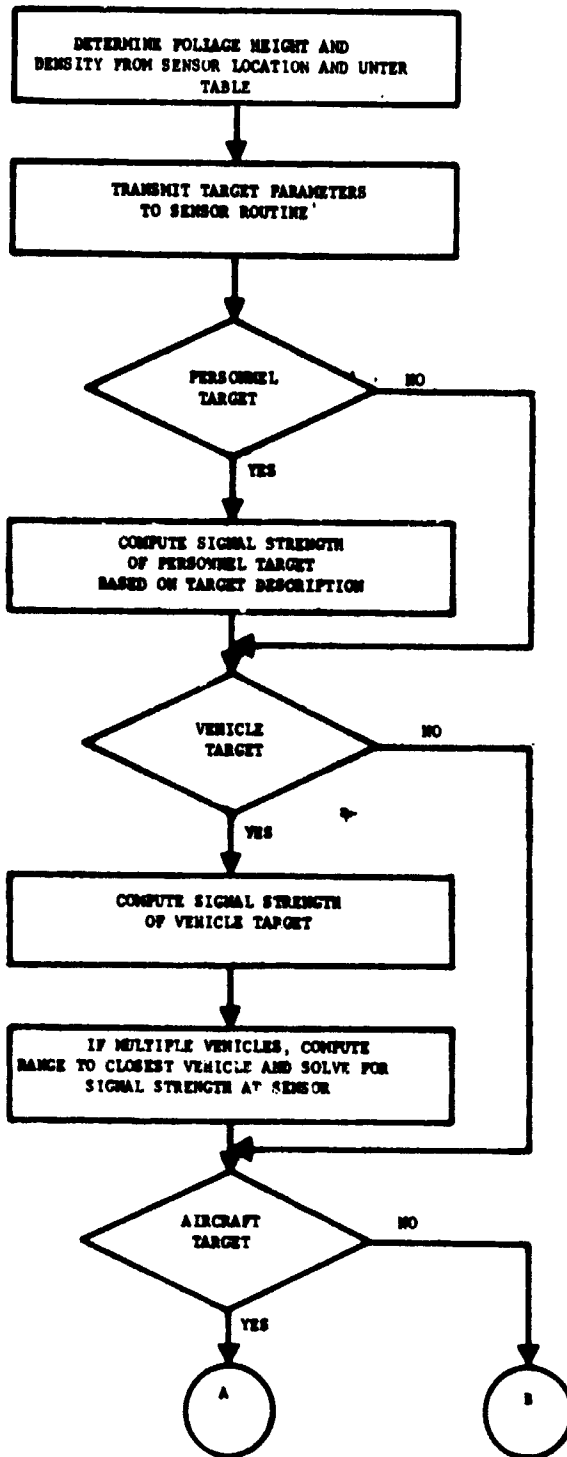 DETERMINE FOLIAGE HEIGHT AND
DENSITY FROM SENSOR LOCATION AND UNTER
TABLE
TRANSMIT TARGET PARAMETERS
TO SENSOR ROUTINE
PERSONNEL
TARGET
NO
YES
COMPUTE SIGNAL STRENGTH
OF PERSONNEL TARGET
BASED ON TARGET DESCRIPTION
VEHICLE
TARGET
NO
YES
COMPUTE SIGNAL STRENGTH
OF VEHICLE TARGET
IF MULTIPLE VEHICLES, COMPUTE
RANGE TO CLOSEST VEHICLE AND SOLVE FOR
SIGNAL STRENGTH AT SENSOR
AIRCRAFT
TARGET
NO
YES
A
B